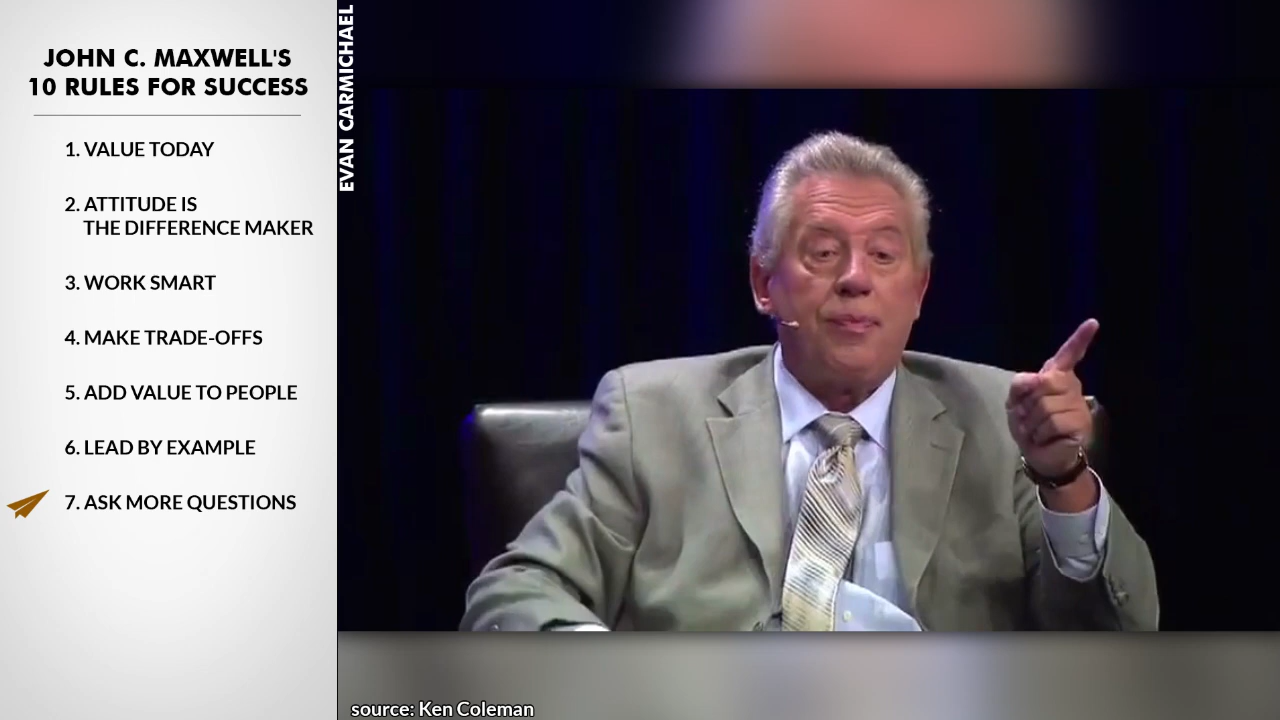 JOHN C. MAXWELL'S
10 RULES FOR SUCCESS
1. VALUE TODAY
2. ATTITUDE IS
THE DIFFERENCE MAKER
3. WORK SMART
4. MAKE TRADE-OFFS
5. ADD VALUE TO PEOPLE
6. LEAD BY EXAMPLE
7. ASK MORE QUESTIONS
EVAN CARMICHAEL
source: Ken Coleman